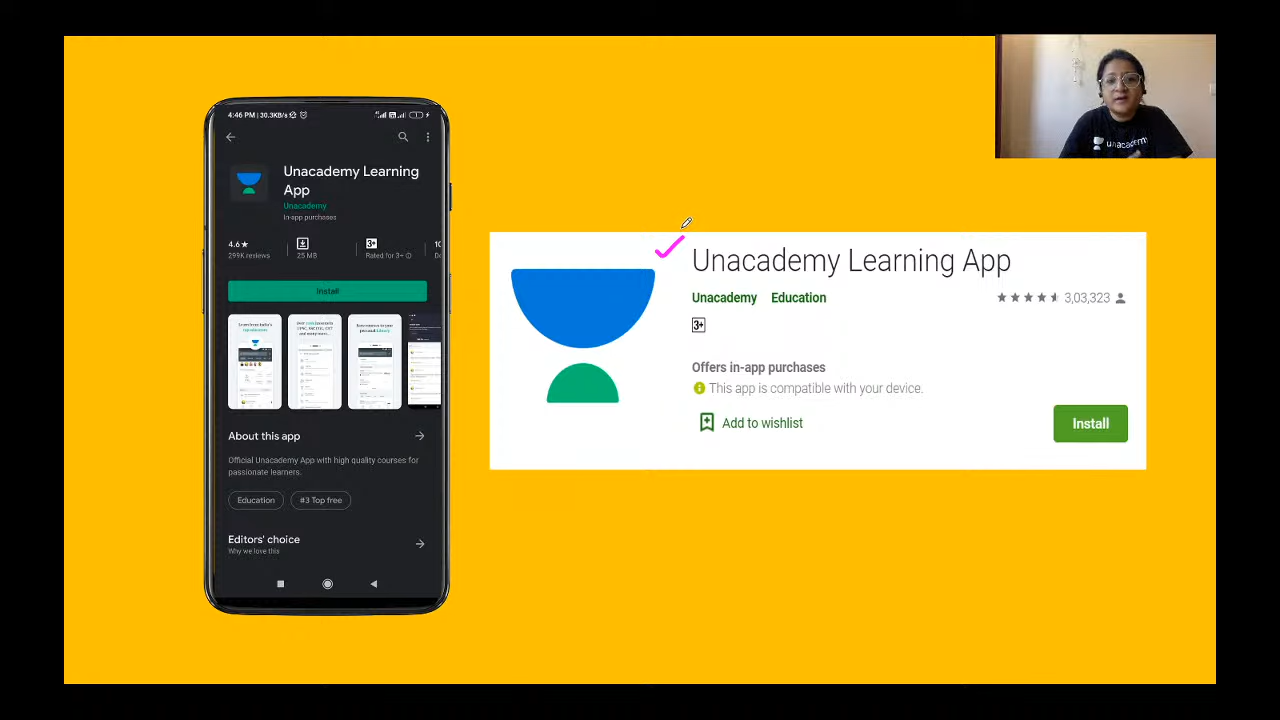 4:46 PM | 30.3KB/s
Unacademy Learning
App
Unacademy
In-app purchases
4.6★
299K reviews
25 MB
3+
Rated for 3+
10
Install
About this app
Official Unacademy App with high quality courses for
passionate learners.
Education
#3 Top free
Editors' choice
Why we love this
Unacademy Learning App
Unacademy Education
3,03,323
3+
Offers in-app purchases
This app is compatible with your device.
Add to wishlist
Install
unacademy